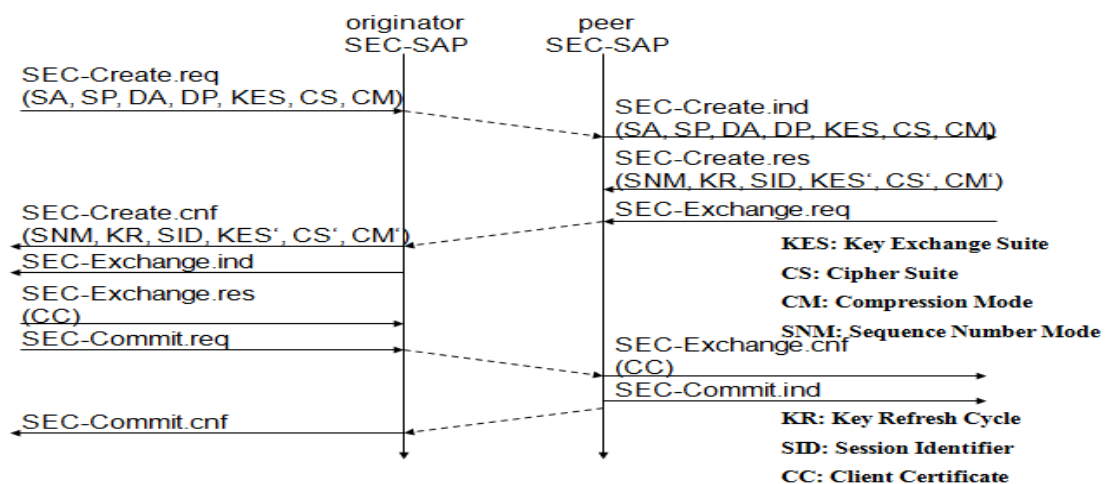 originator
SEC-SAP
peer
SEC-SAP
SEC-Create.req
(SA, SP, DA, DP, KES, CS, CM)
SEC-Create.ind
(SA, SP, DA, DP, KES, CS, CM)
SEC-Create.res
(SNM, KR, SID, KES‘, CS‘, CM‘)
SEC-Create.cnf
(SNM, KR, SID, KES‘, CS‘, CM‘)
SEC-Exchange.req
SEC-Exchange.ind
SEC-Exchange.res
(CC)
SEC-Commit.req
SEC-Exchange.cnf
(CC)
SEC-Commit.ind
SEC-Commit.cnf
KES: Key Exchange Suite
CS: Cipher Suite
CM: Compression Mode
SNM: Sequence Number Mode
KR: Key Refresh Cycle
SID: Session Identifier
CC: Client Certificate